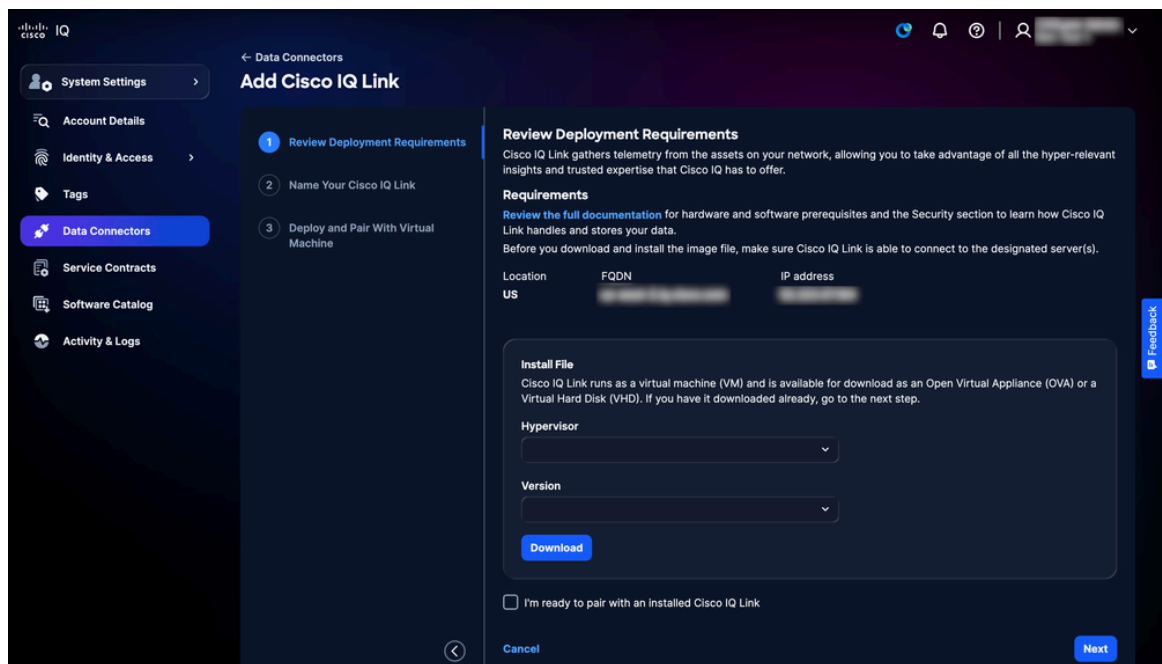 cisco IQ
← Data Connectors
Add Cisco IQ Link
System Settings
Account Details
Identity & Access
Tags
Data Connectors
Service Contracts
Software Catalog
Activity & Logs
1 Review Deployment Requirements
2 Name Your Cisco IQ Link
3 Deploy and Pair With Virtual
Machine
Review Deployment Requirements
Cisco IQ Link gathers telemetry from the assets on your network, allowing you to take advantage of all the hyper-relevant
insights and trusted expertise that Cisco IQ has to offer.
Requirements
Review the full documentation for hardware and software prerequisites and the Security section to learn how Cisco IQ
Link handles and stores your data.
Before you download and install the image file, make sure Cisco IQ Link is able to connect to the designated server(s).
Location FQDN IP address
US
Install File
Cisco IQ Link runs as a virtual machine (VM) and is available for download as an Open Virtual Appliance (OVA) or a
Virtual Hard Disk (VHD). If you have it downloaded already, go to the next step.
Hypervisor
Version
Download
I'm ready to pair with an installed Cisco IQ Link
Cancel
Next
Feedback